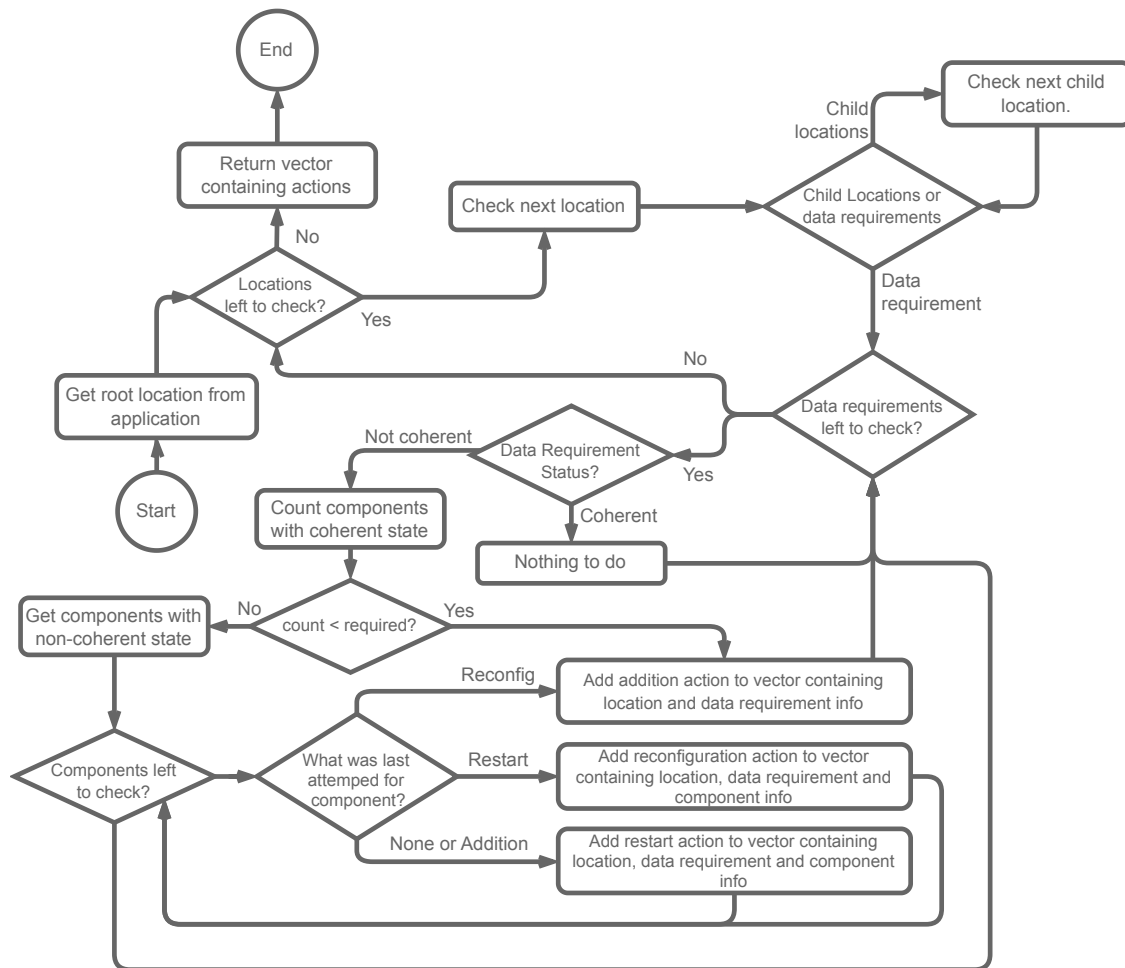 End
Check next child
location.
Child
locations
Return vector
containing actions
Check next location
Child Locations or
data requirements
No
Locations
left to check?
Yes
Data
requirement
Get root location from
application
No
Data requirements
left to check?
Not coherent
Data Requirement
Status?
Yes
Start
Count components
with coherent state
Coherent
Nothing to do
Get components with
non-coherent state
No
count < required?
Yes
Reconfig
Add addition action to vector containing
location and data requirement info
Components left
to check?
What was last
attemped for
component?
Restart
Add reconfiguration action to vector
containing location, data requirement and
component info
None or Addition
Add restart action to vector containing
location, data requirement and component
info